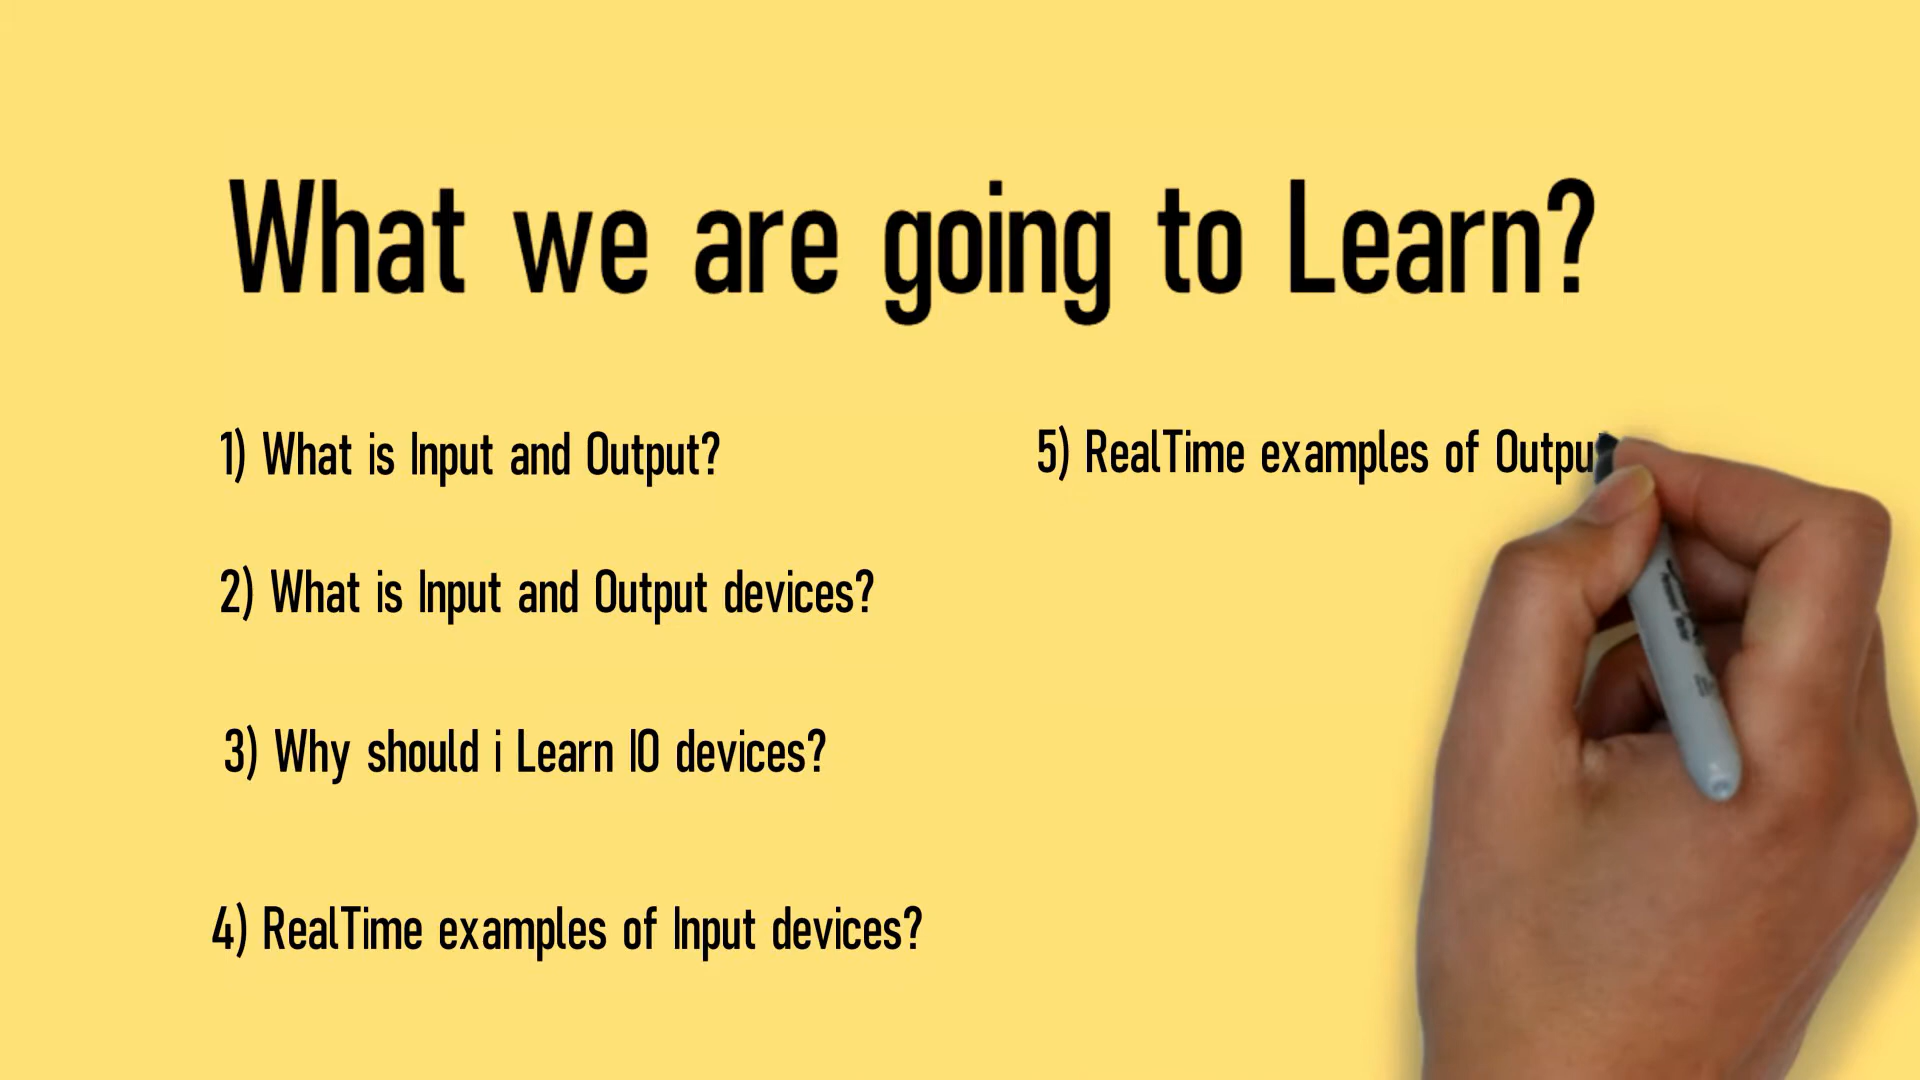 What we are going to Learn?
1) What is Input and Output?
2) What is Input and Output devices?
3) Why should i Learn IO devices?
4) RealTime examples of Input devices?
5) RealTime examples of